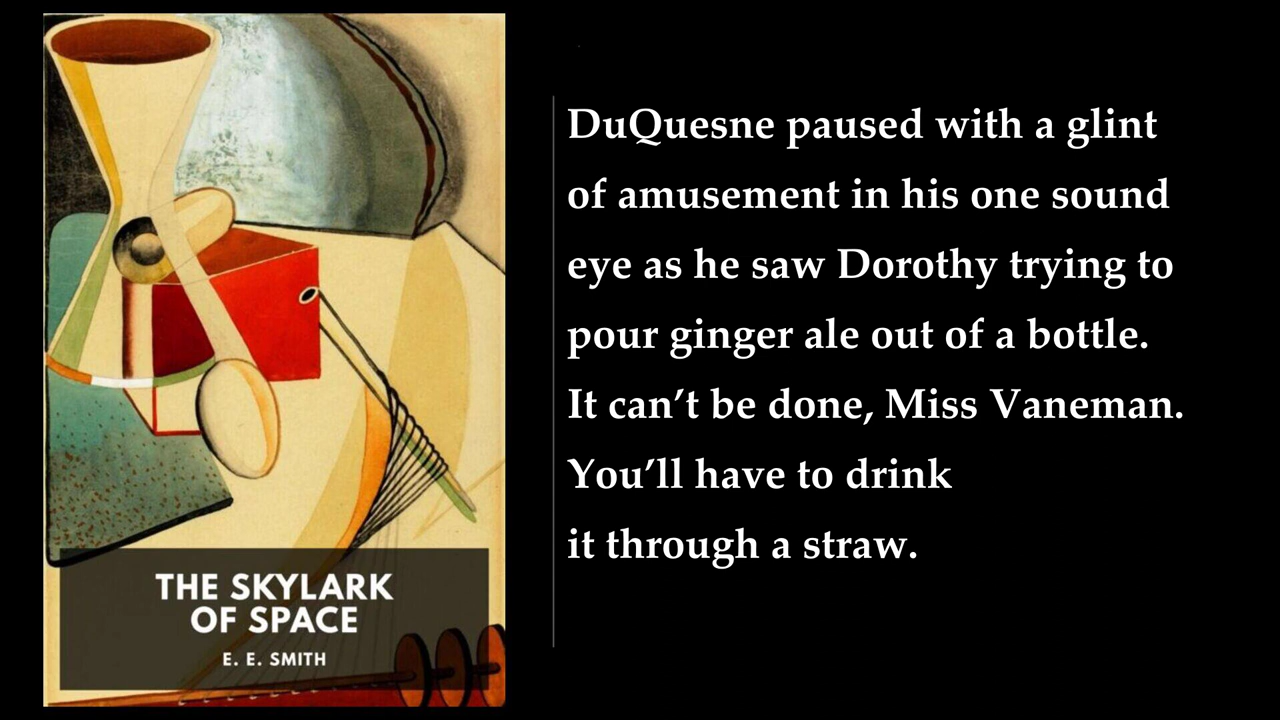 THE SKYLARK
OF SPACE
E. E. SMITH
DuQuesne paused with a glint
of amusement in his one sound
eye as he saw Dorothy trying to
pour ginger ale out of a bottle.
It can’t be done, Miss Vaneman.
You’ll have to drink
it through a straw.